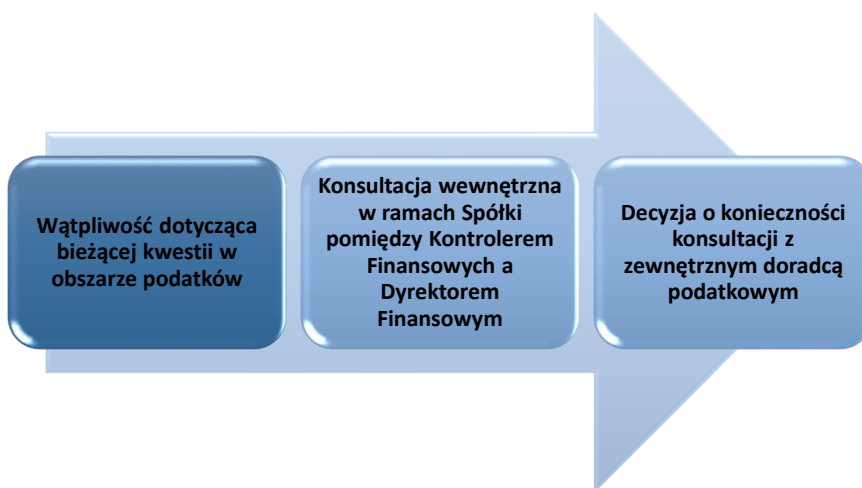 Wątpliwość dotycząca
bieżącej kwestii w
obszarze podatków
Konsultacja wewnętrzna
w ramach Spółki
pomiędzy Kontrolerem
Finansowych a
Dyrektorem
Finansowym
Decyzja o konieczności
konsultacji z
zewnętrznym doradcą
podatkowym